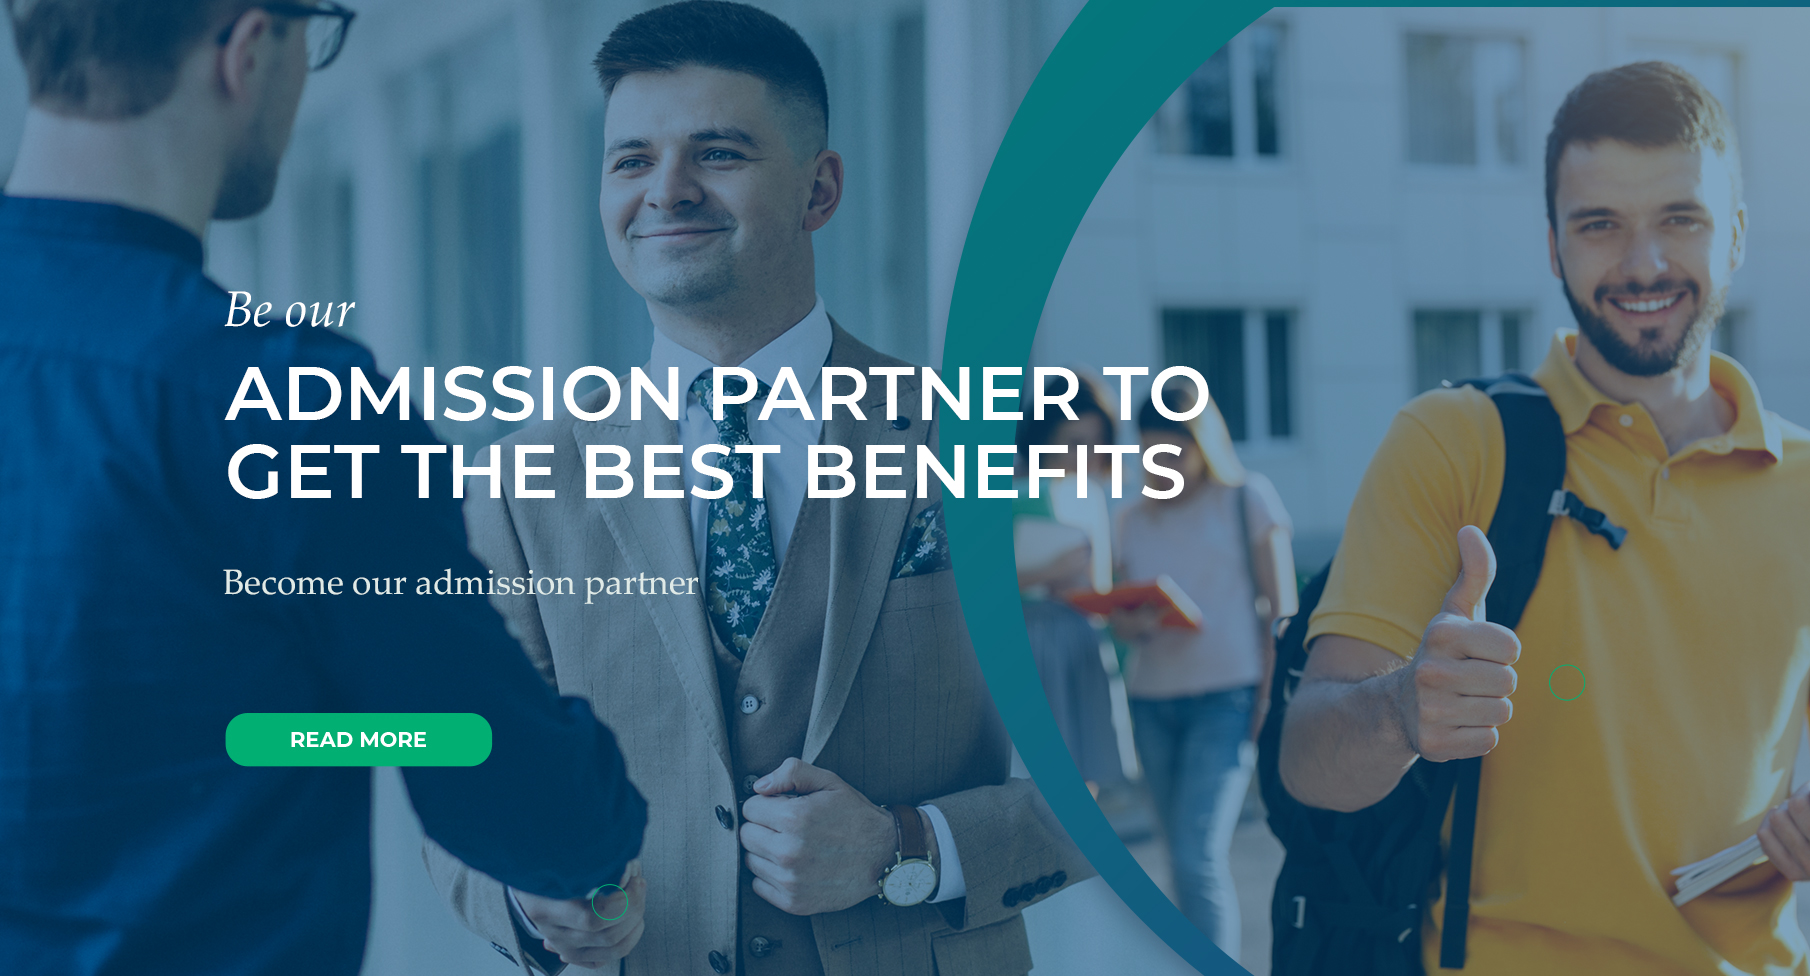 Be our
ADMISSION PARTNER TO
GET THE BEST BENEFITS
Become our admission partner
READ MORE